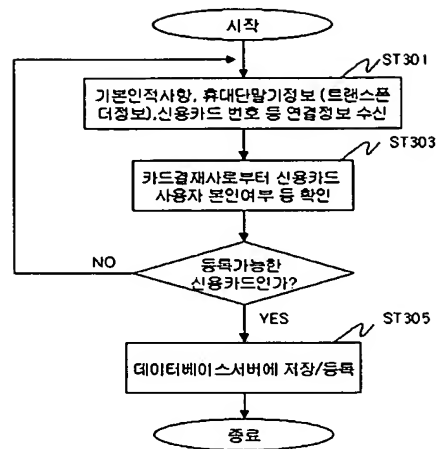 시작
ST301
기본인적사항, 휴대단말기정보 (트랜스폰
더정보),신용카드 번호 등 연결정보 수신
ST303
카드결재사로부터 신용카드
사용자 본인여부 등 확인
등록가능한
신용카드인가?
NO
YES
ST305
데이터베이스서버에 저장/등록
종료